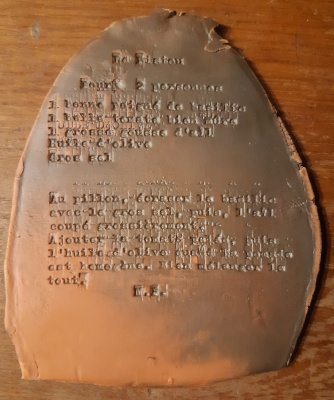 Le Pistou
Pour 2 personnes
1 bonne poignée de basilic
1 belle tomate bien mûre
1 grosse gousse d'ail
Huile d'olive
Gros sel
Au pillon, écraser le basilic
avec le gros sel, puis, l'ail
coupé grossièrement.
Ajouter la tomate pelée, puis
l'huile d'olive
est homogène. Bien mélanger le
tout.